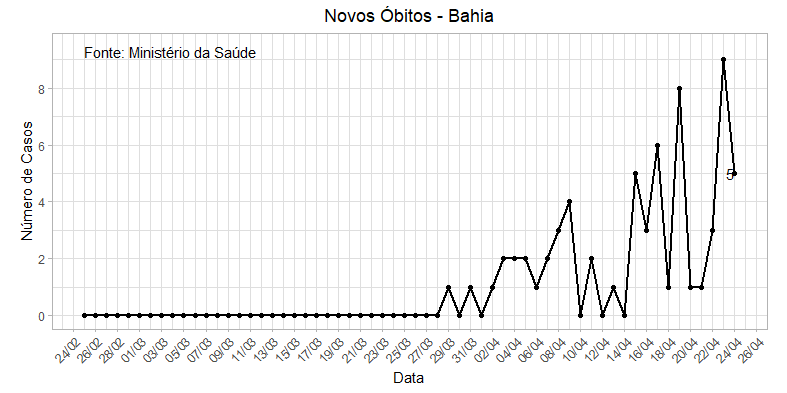 Novos Óbitos - Bahia
Fonte: Ministério da Saúde
Número de Casos
8
6
4
2
0
5
24/02 26/02 28/02 01/03 03/03 05/03 07/03 09/03 11/03 13/03 15/03 17/03 19/03 21/03 23/03 25/03 27/03 29/03 31/03 02/04 04/04 06/04 08/04 10/04 12/04 14/04 16/04 18/04 20/04 22/04 24/04 26/04
Data